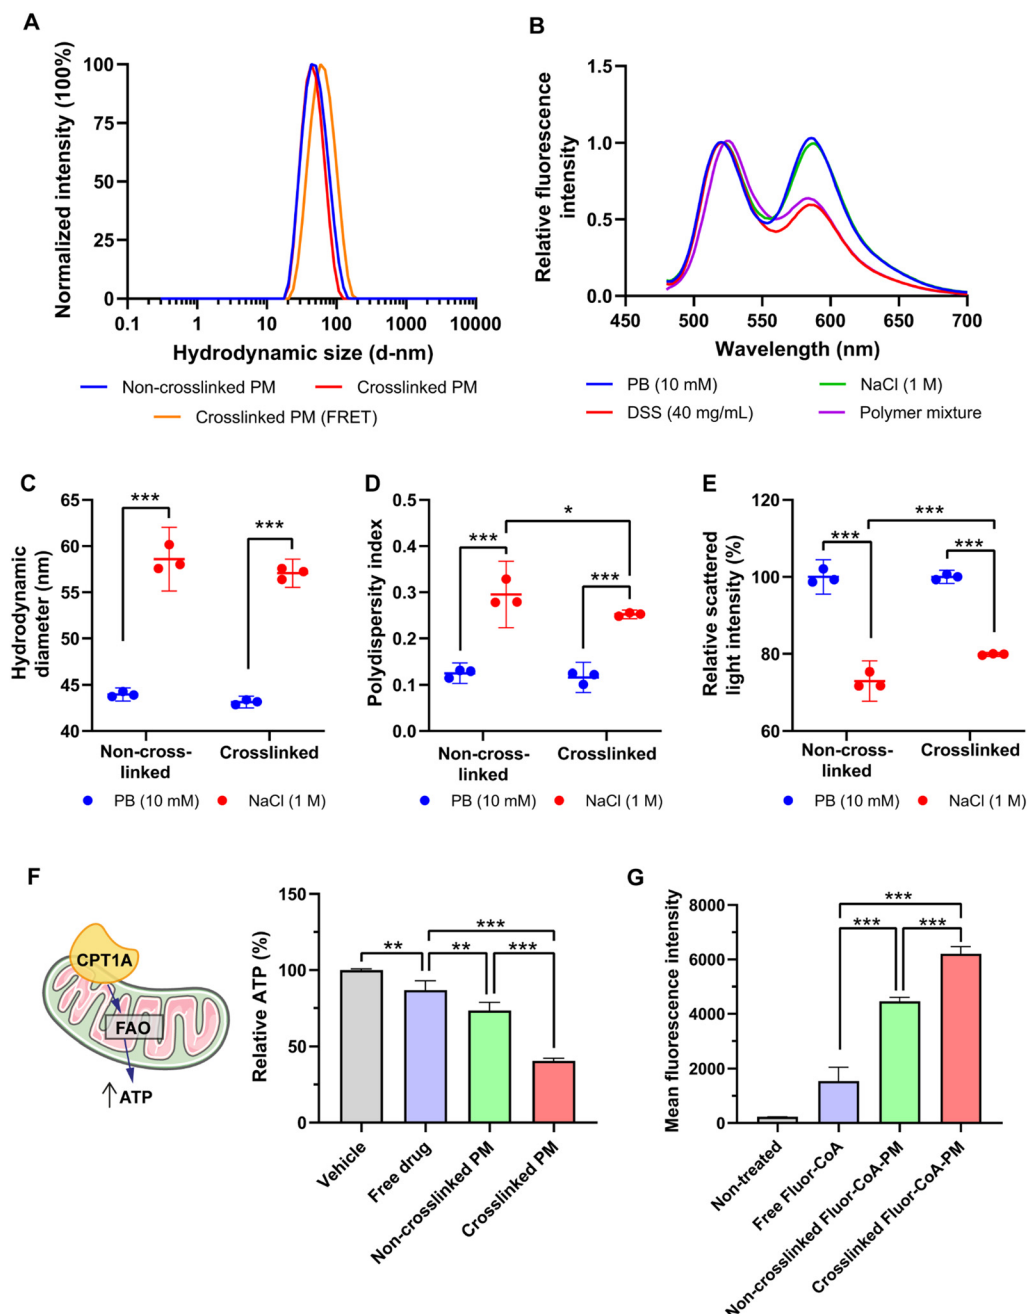 A
Normalized intensity (100%)
100
75
50
25
0
0.1 1 10 100 1000 10000
Hydrodynamic size (d-nm)
Non-crosslinked PM Crosslinked PM
Crosslinked PM (FRET)
B
Relative fluorescence
intensity
1.5
1.0
0.5
0.0
450 500 550 600 650 700
Wavelength (nm)
PB (10 mM) NaCl (1 M)
DSS (40 mg/mL) Polymer mixture
C
Hydrodynamic
diameter (nm)
65
60
55
50
45
40
***
***
Non-cross-
linked
Crosslinked
PB (10 mM) NaCl (1 M)
D
Polydispersity index
0.5
0.4
0.3
0.2
0.1
0.0
*
***
***
Non-cross-
linked
Crosslinked
PB (10 mM) NaCl (1 M)
E
Relative scattered
light intensity (%)
120
100
80
60
***
***
***
Non-cross-
linked
Crosslinked
PB (10 mM) NaCl (1 M)
F
CPT1A
FAO
↑ATP
Relative ATP (%)
150
100
50
0
***
** ** ***
Vehicle
Free drug
Non-crosslinked PM
Crosslinked PM
G
Mean fluorescence intensity
8000
6000
4000
2000
0
***
*** ***
Non-treated
Free Fluor-CoA
Non-crosslinked Fluor-CoA-PM
Crosslinked Fluor-CoA-PM